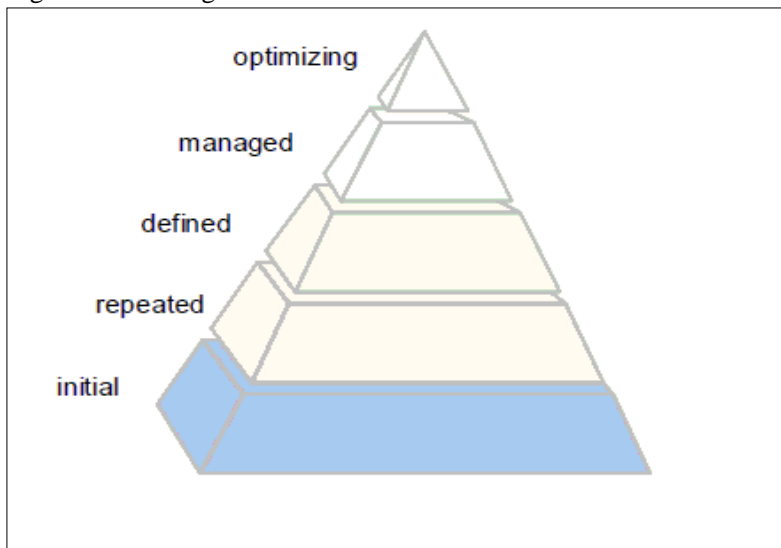 optimizing
managed
defined
repeated
initial